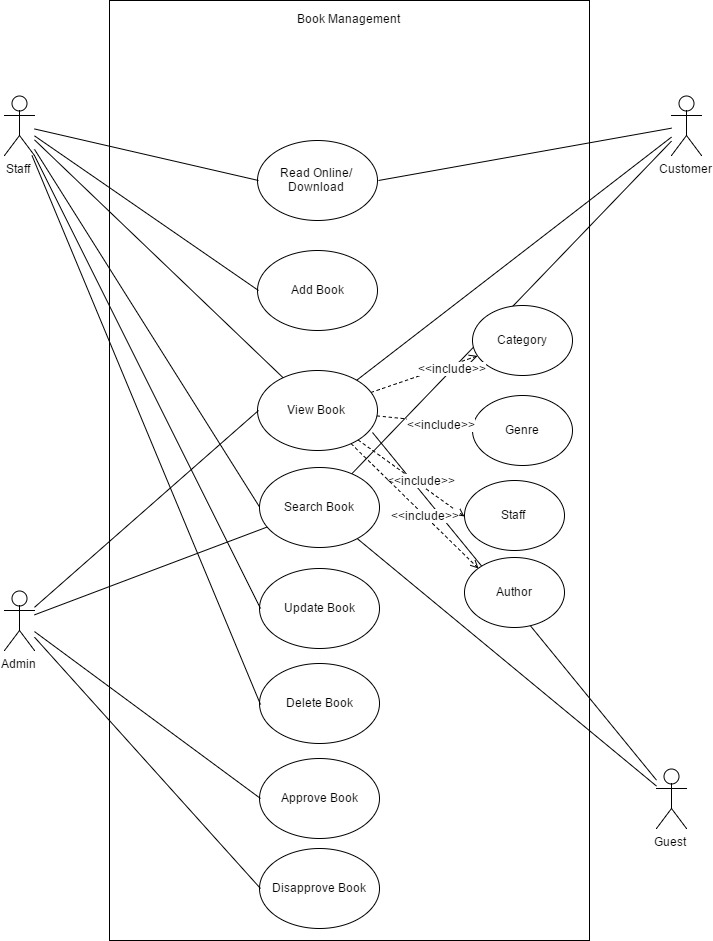 Book Management
Staff
Customer
Read Online/
Download
Add Book
Category
<<include>>
View Book
<<include>>
Genre
<<include>>
Search Book
<<include>>
Staff
Author
Update Book
Admin
Delete Book
Approve Book
Guest
Disapprove Book